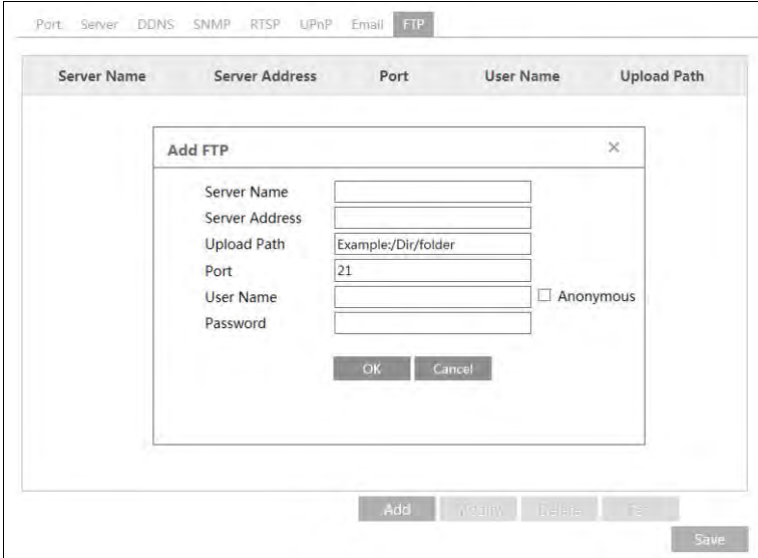 Port Server DDNS SNMP RTSP UPnP Email FTP
Server Name Server Address Port User Name Upload Path
Add FTP ×
Server Name
Server Address
Upload Path Example:/Dir/folder
Port 21
User Name Anonymous
Password
OK Cancel
Add Modify Delete
Save